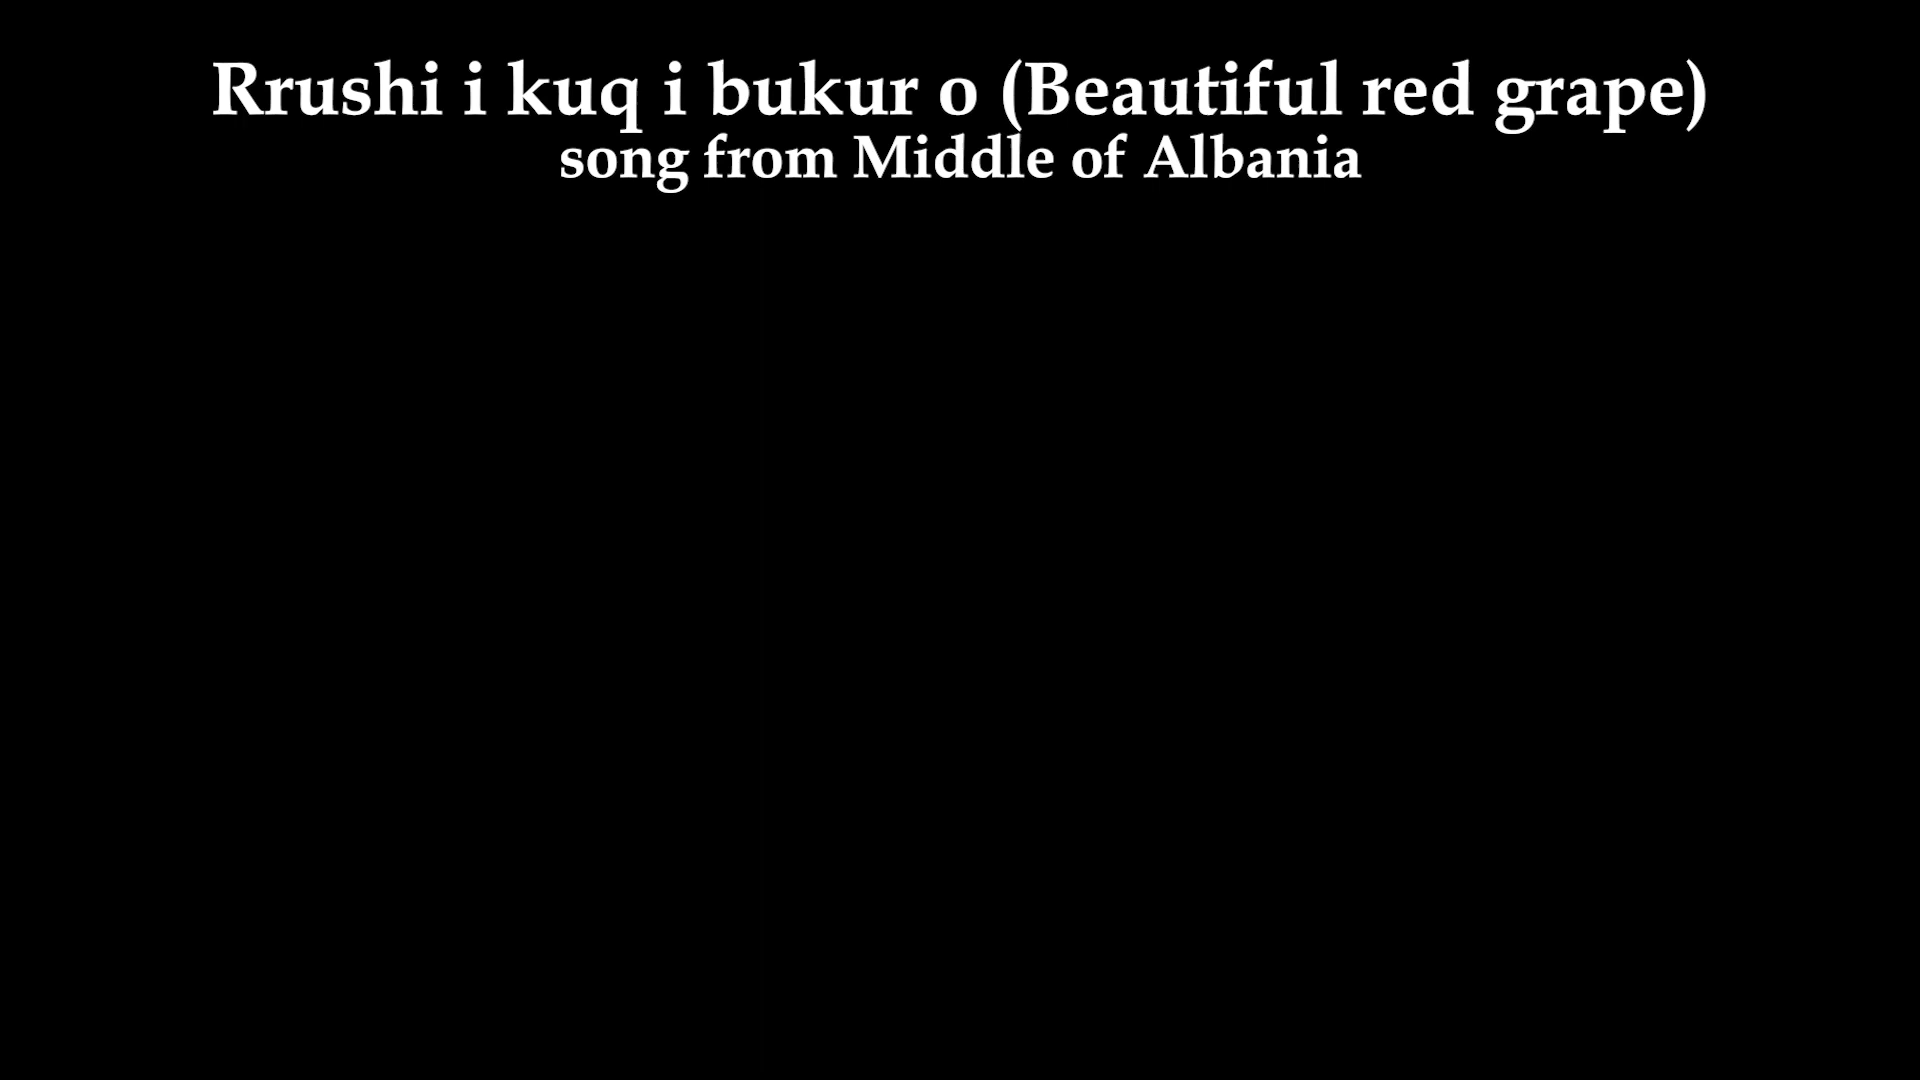 Rrushi i kuq i bukur o (Beautiful red grape)
song from Middle of Albania